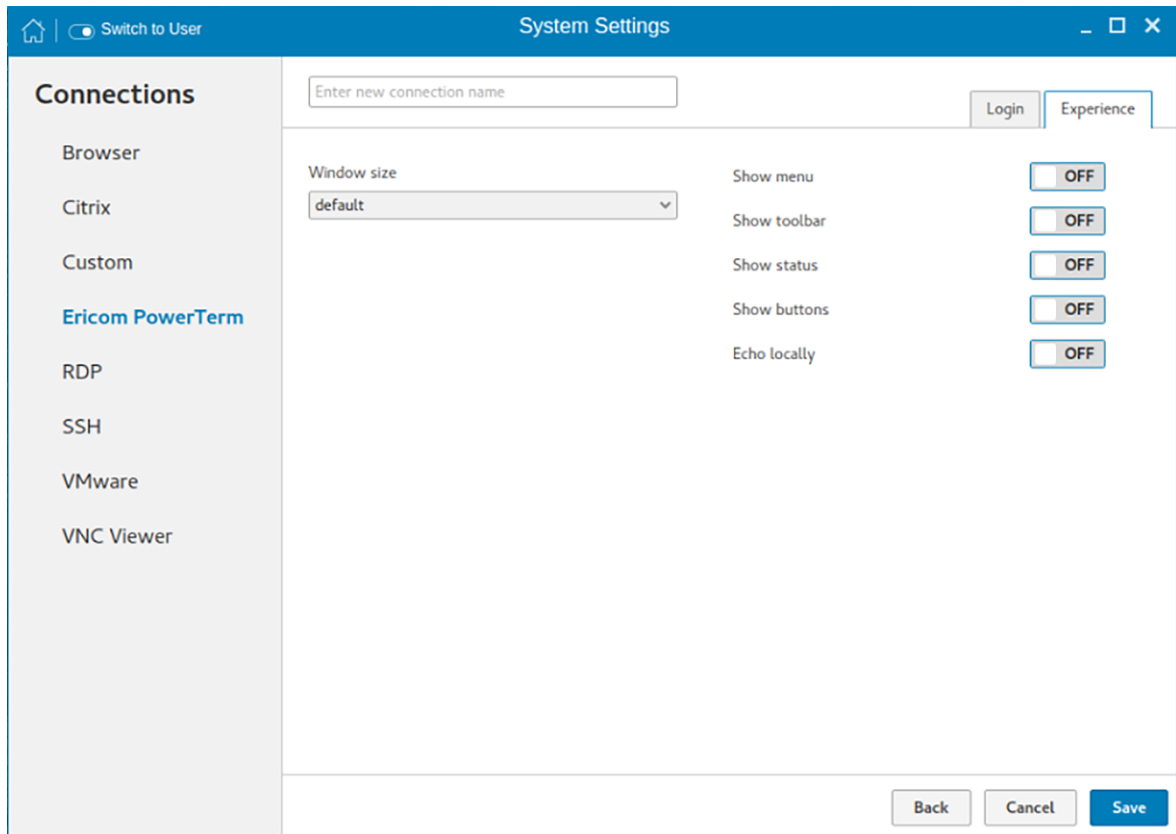 Switch to User
System Settings
Connections
Browser
Citrix
Custom
Ericom PowerTerm
RDP
SSH
VMware
VNC Viewer
Enter new connection name
Login
Experience
Window size
default
Show menu OFF
Show toolbar OFF
Show status OFF
Show buttons OFF
Echo locally OFF
Back
Cancel
Save